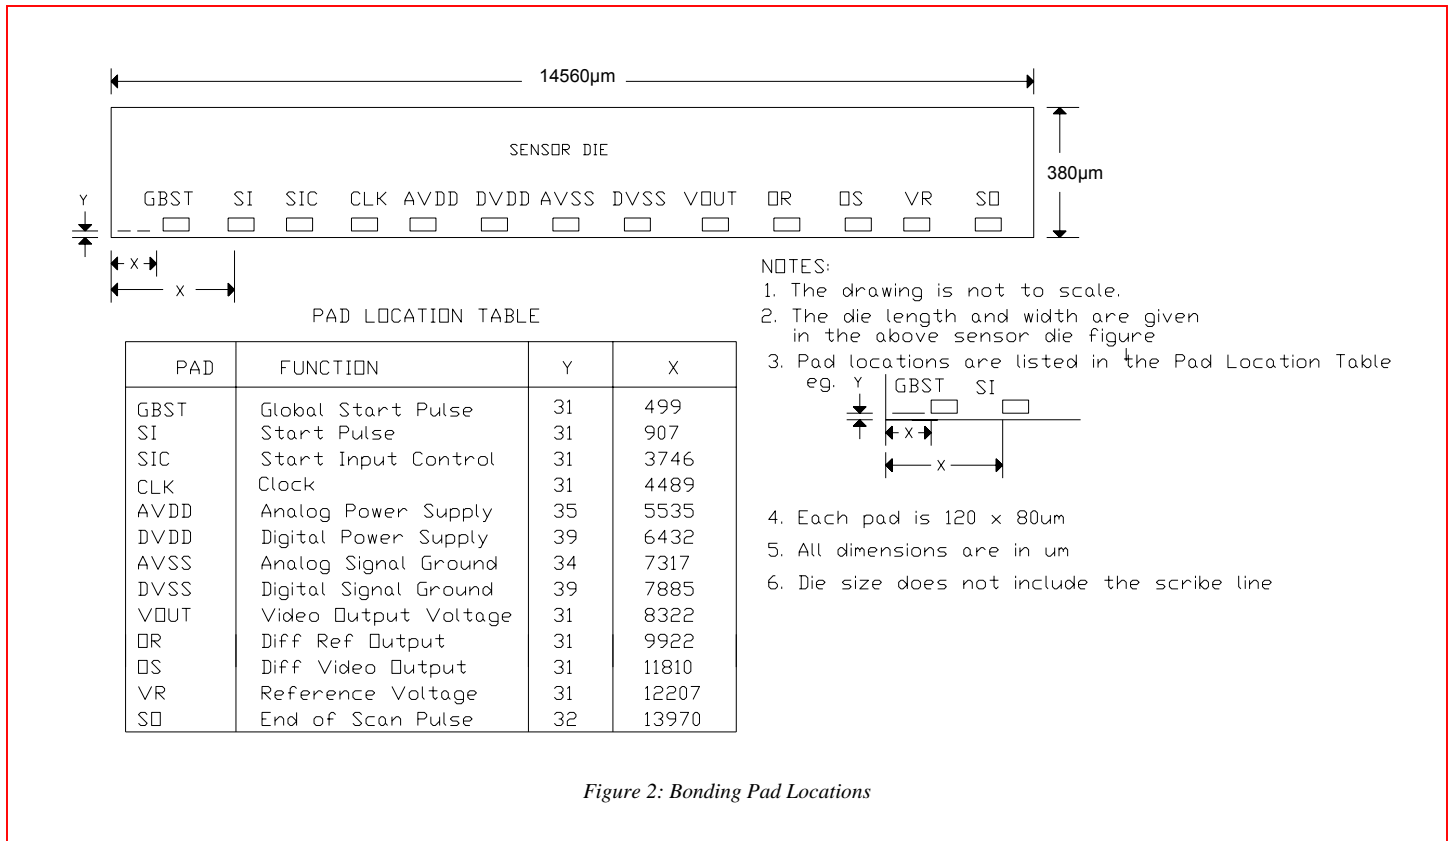 14560µm
SENSOR DIE
380µm
GBST SI SIC CLK AVDD DVDD AVSS DVSS VOUT OR OS VR SO
Y
X
X
PAD LOCATION TABLE
PAD FUNCTION Y X
GBST Global Start Pulse 31 499
SI Start Pulse 31 907
SIC Start Input Control 31 3746
CLK Clock 31 4489
AVDD Analog Power Supply 35 5535
DVDD Digital Power Supply 39 6432
AVSS Analog Signal Ground 34 7317
DVSS Digital Signal Ground 39 7885
VOUT Video Output Voltage 31 8322
OR Diff Ref Output 31 9922
OS Diff Video Output 31 11810
VR Reference Voltage 31 12207
SO End of Scan Pulse 32 13970
NOTES:
1. The drawing is not to scale.
2. The die length and width are given
in the above sensor die figure
3. Pad locations are listed in the Pad Location Table
eg. Y GBST SI
X
X
4. Each pad is 120 x 80um
5. All dimensions are in um
6. Die size does not include the scribe line
Figure 2: Bonding Pad Locations